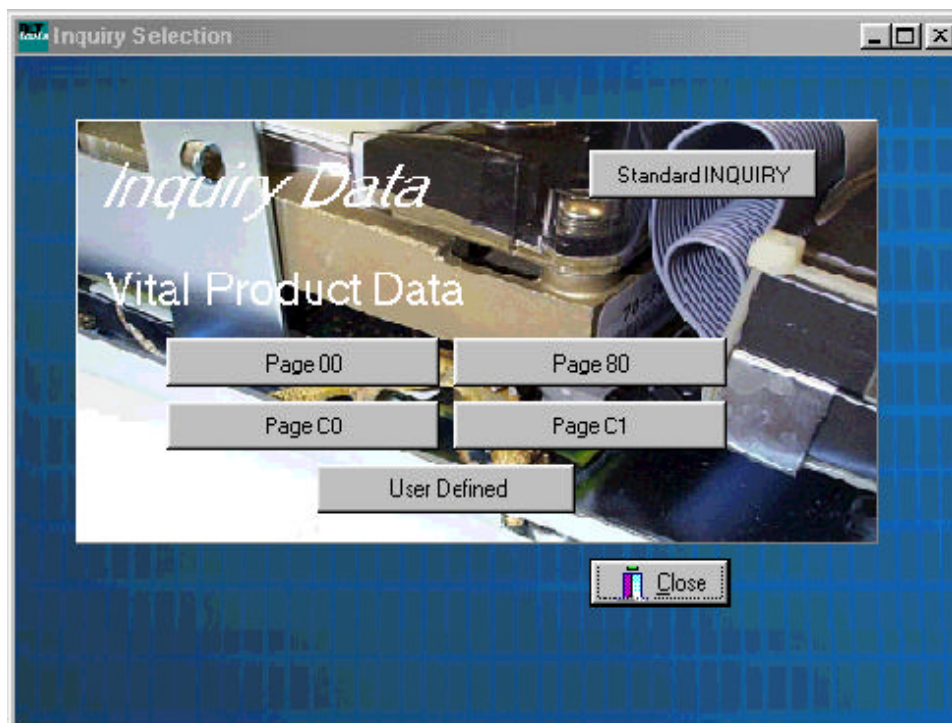 Inquiry Selection
Inquiry Data
Standard INQUIRY
Vital Product Data
Page 00
Page 80
Page C0
Page C1
User Defined
Close